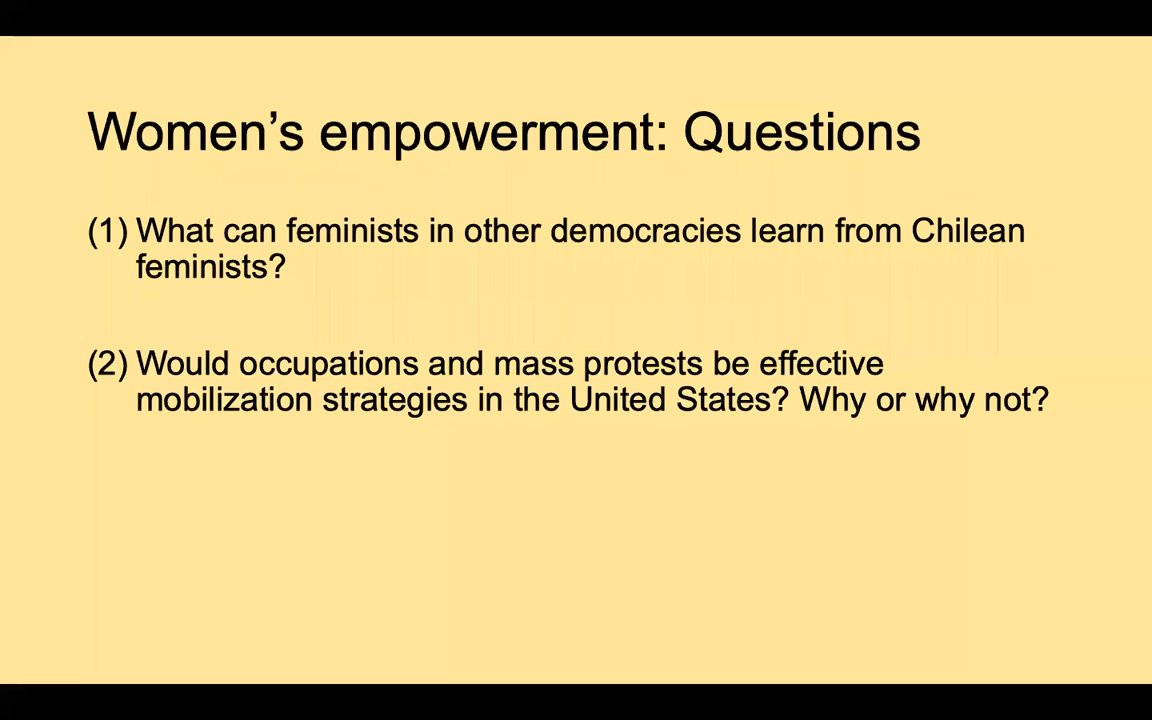 Women’s empowerment: Questions
(1) What can feminists in other democracies learn from Chilean
feminists?
(2) Would occupations and mass protests be effective
mobilization strategies in the United States? Why or why not?